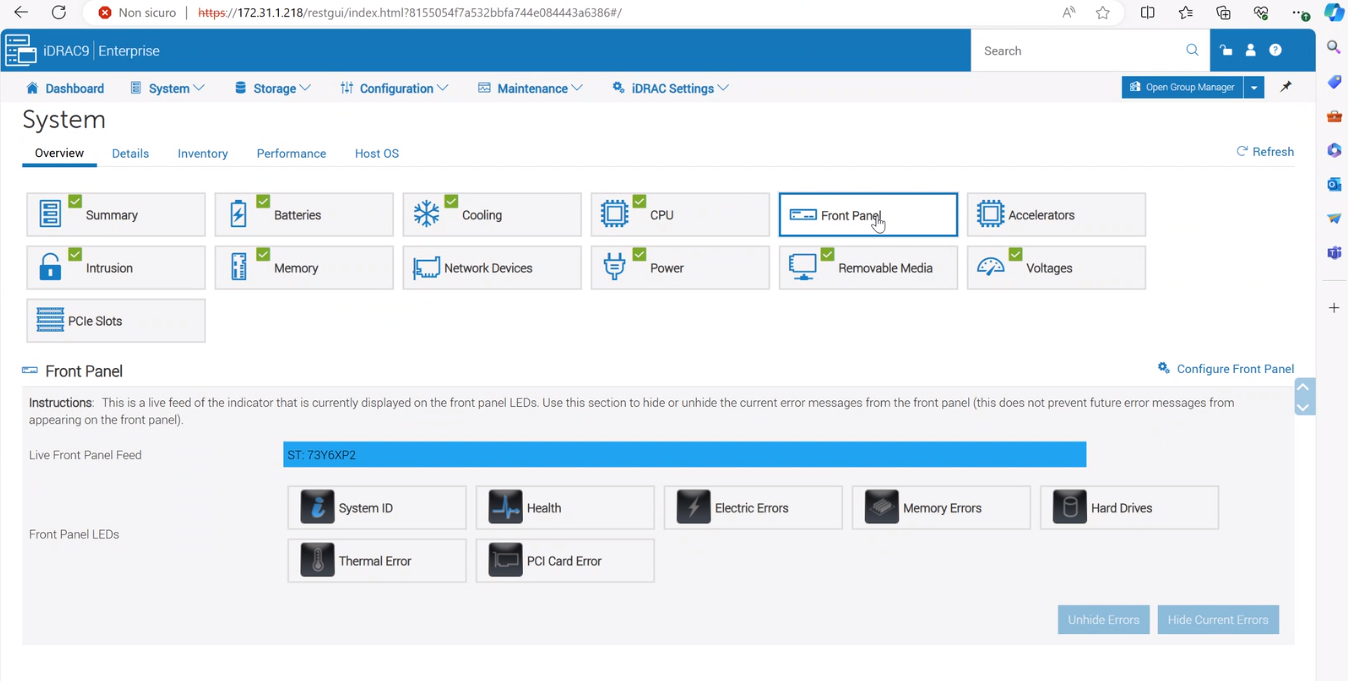 Non sicuro | https://172.31.1.218/restgui/index.html?8155054f7a532bbfa744e084443a6386#/
iDRAC9 | Enterprise
Search
Dashboard System Storage Configuration Maintenance iDRAC Settings
Open Group Manager
System
Overview Details Inventory Performance Host OS
Refresh
Summary Batteries Cooling CPU Front Panel Accelerators
Intrusion Memory Network Devices Power Removable Media Voltages
PCIe Slots
Front Panel
Configure Front Panel
Instructions: This is a live feed of the indicator that is currently displayed on the front panel LEDs. Use this section to hide or unhide the current error messages from the front panel (this does not prevent future error messages from
appearing on the front panel).
Live Front Panel Feed
ST: 73Y6XP2
System ID Health Electric Errors Memory Errors Hard Drives
Front Panel LEDs
Thermal Error PCI Card Error
Unhide Errors Hide Current Errors